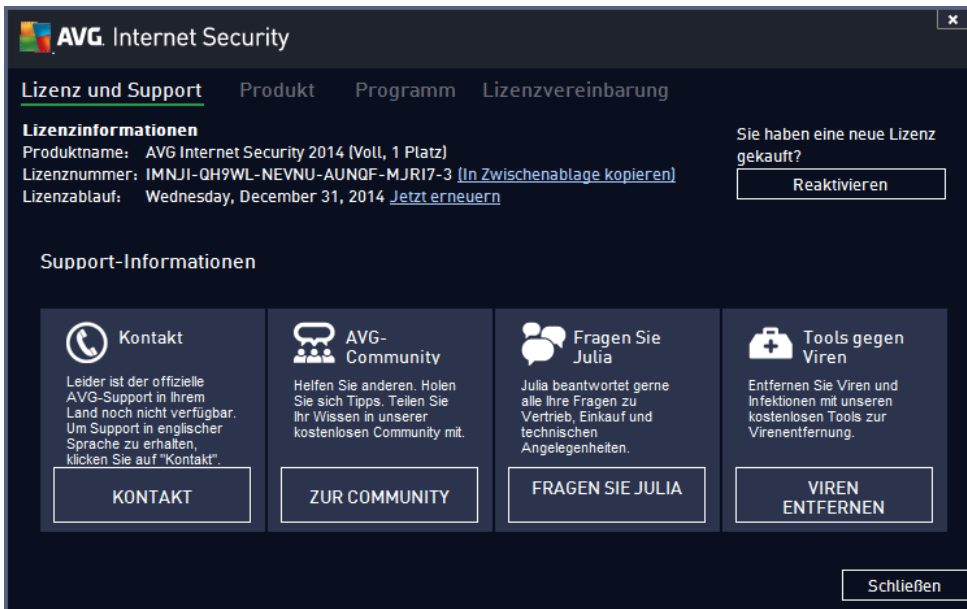 AVG. Internet Security
Lizenz und Support Produkt Programm Lizenzvereinbarung
Lizenzinformationen
Produktname: AVG Internet Security 2014 (Voll, 1 Platz)
Lizenznummer: IMNJI-QH9WL-NEVNU-AUNQF-MJRI7-3 (In Zwischenablage kopieren)
Lizenzablauf: Wednesday, December 31, 2014 Jetzt erneuern
Sie haben eine neue Lizenz
gekauft?
Reaktivieren
Support-Informationen
Kontakt
Leider ist der offizielle
AVG-Support in Ihrem
Land noch nicht verfügbar.
Um Support in englischer
Sprache zu erhalten,
klicken Sie auf "Kontakt".
KONTAKT
AVG-
Community
Helfen Sie anderen. Holen
Sie sich Tipps. Teilen Sie
Ihr Wissen in unserer
kostenlosen Community mit.
ZUR COMMUNITY
Fragen Sie
Julia
Julia beantwortet gerne
alle Ihre Fragen zu
Vertrieb, Einkauf und
technischen
Angelegenheiten.
FRAGEN SIE JULIA
Tools gegen
Viren
Entfernen Sie Viren und
Infektionen mit unseren
kostenlosen Tools zur
Virenentfernung.
VIREN
ENTFERNEN
Schließen